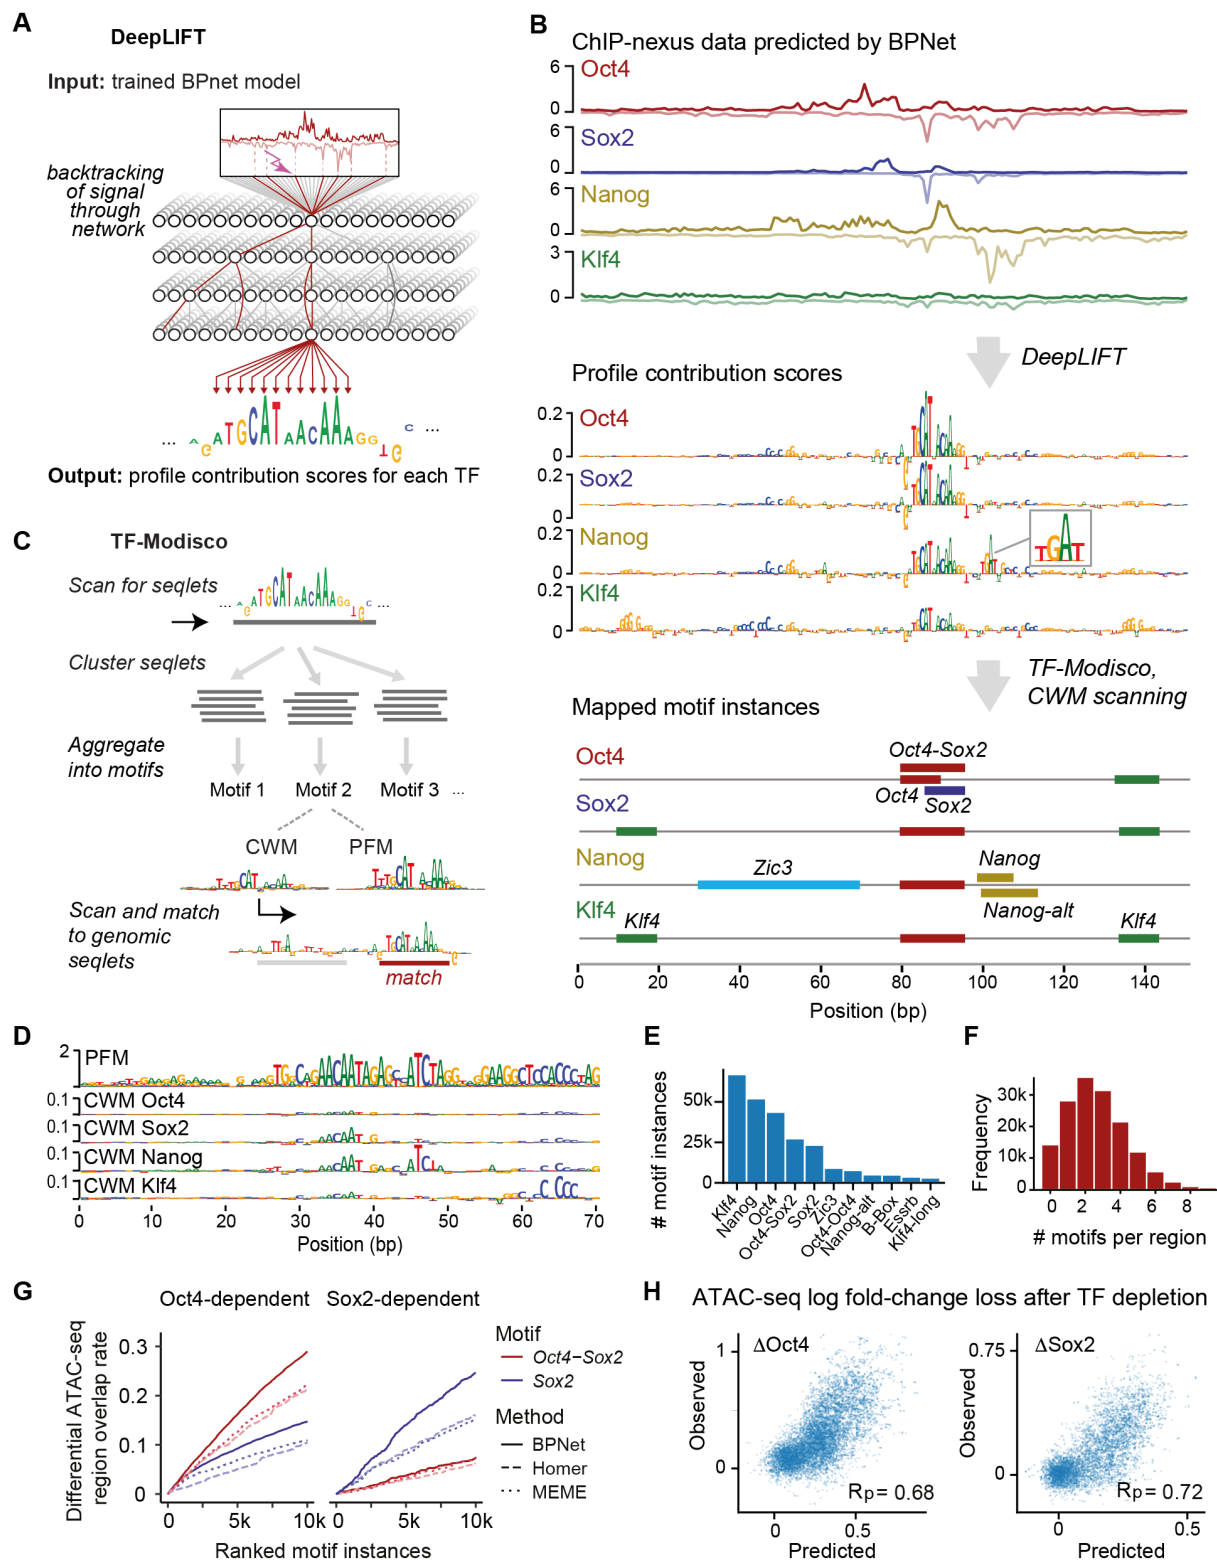 A
DeepLIFT
Input: trained BPnet model
backtracking
of signal
through
network
... A G A T G C A T A A C A A A G G T G C ...
Output: profile contribution scores for each TF
B
ChIP-nexus data predicted by BPNet
6
Oct4
0
6
Sox2
0
6
Nanog
0
3
Klf4
0
DeepLIFT
Profile contribution scores
0.2
Oct4
0
0.2
Sox2
0
0.2
Nanog
TGAT
0
0.2
Klf4
0
TF-Modisco,
CWM scanning
Mapped motif instances
Oct4
Oct4-Sox2
Oct4
Sox2
Sox2
Nanog
Zic3
Nanog
Nanog-alt
Klf4
Klf4
Klf4
0 20 40 60 80 100 120 140
Position (bp)
C
TF-Modisco
Scan for seqlets
... A G A T G C A T A A C A A A G G T G C ...
Cluster seqlets
Aggregate
into motifs
Motif 1 Motif 2 Motif 3 ...
CWM PFM
Scan and match
to genomic
seqlets
match
D
2
PFM
0.1
CWM Oct4
0.1
CWM Sox2
0.1
CWM Nanog
0.1
CWM Klf4
0 10 20 30 40 50 60 70
Position (bp)
E
# motif instances
50k
25k
0
Klf4
Nanog
Oct4
Oct4-Sox2
Sox2
Zic3
Oct4-Oct4
Nanog-alt
B-Box
Essrb
Klf4-long
F
Frequency
30k
20k
10k
0
0 2 4 6 8
# motifs per region
G
Oct4-dependent Sox2-dependent
Differential ATAC-seq
region overlap rate
0.3
0.2
0.1
0
0 5k 10k 0 5k 10k
Ranked motif instances
Motif
Oct4−Sox2
Sox2
Method
BPNet
Homer
MEME
H
ATAC-seq log fold-change loss after TF depletion
ΔOct4
Observed
1
0
Rp = 0.68
0 0.5
Predicted
ΔSox2
Observed
0.75
0
Rp = 0.72
0 0.5
Predicted